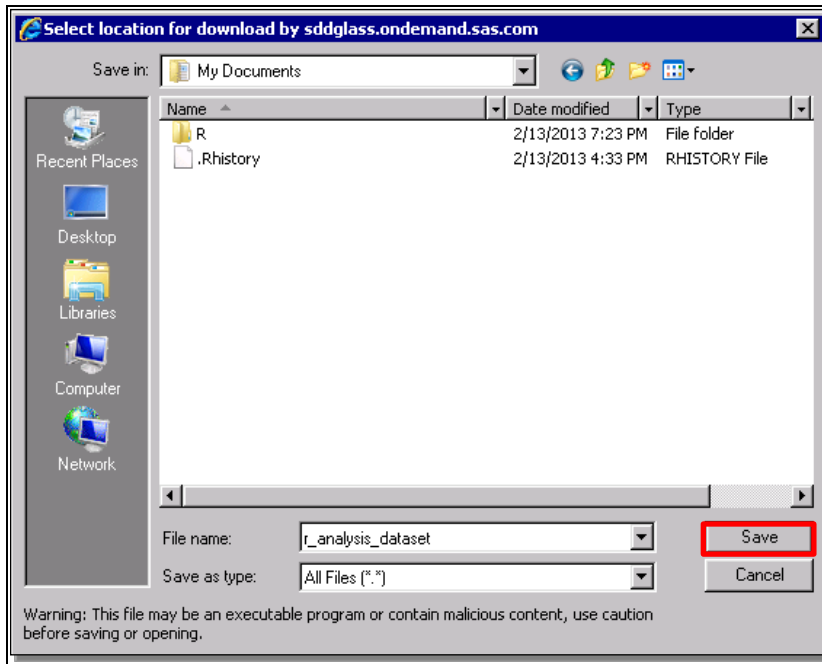 Select location for download by sddglass.ondemand.sas.com
Save in: My Documents
Name Date modified Type
R 2/13/2013 7:23 PM File folder
.Rhistory 2/13/2013 4:33 PM RHISTORY File
Recent Places
Desktop
Libraries
Computer
Network
File name: r_analysis_dataset Save
Save as type: All Files (*.*) Cancel
Warning: This file may be an executable program or contain malicious content, use caution
before saving or opening.